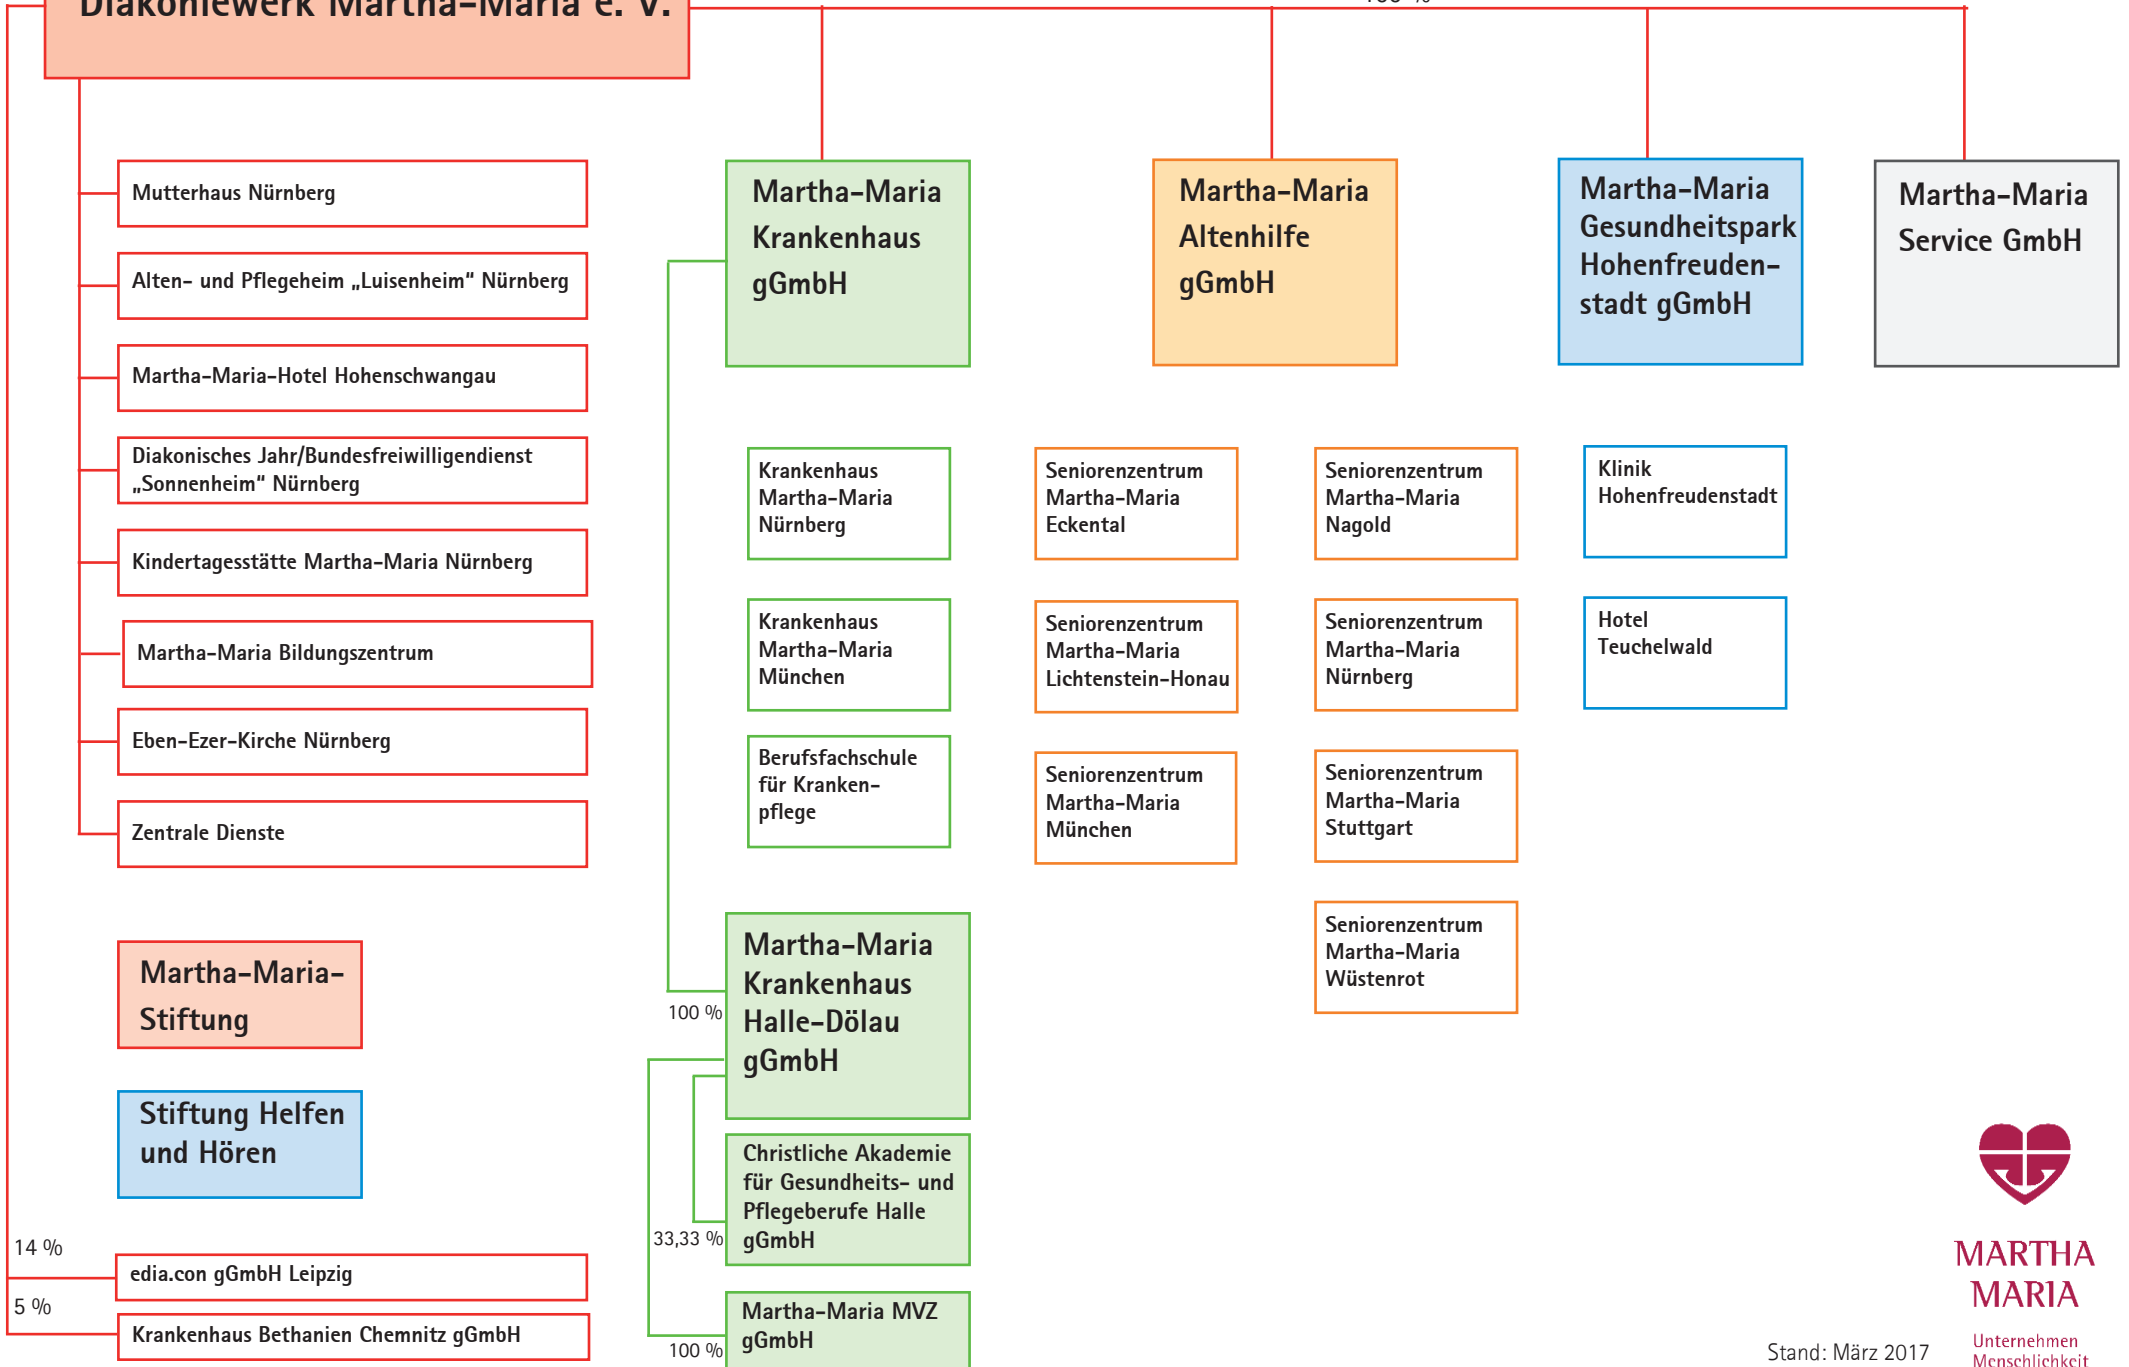 Diakoniewerk Martha-Maria e. V.
100 %
Mutterhaus Nürnberg
Alten- und Pflegeheim „Luisenheim“ Nürnberg
Martha-Maria-Hotel Hohenschwangau
Diakonisches Jahr/Bundesfreiwilligendienst
„Sonnenheim“ Nürnberg
Kindertagesstätte Martha-Maria Nürnberg
Martha-Maria Bildungszentrum
Eben-Ezer-Kirche Nürnberg
Zentrale Dienste
Martha-Maria-
Stiftung
Stiftung Helfen
und Hören
14 %
edia.con gGmbH Leipzig
5 %
Krankenhaus Bethanien Chemnitz gGmbH
Martha-Maria
Krankenhaus
gGmbH
Krankenhaus
Martha-Maria
Nürnberg
Krankenhaus
Martha-Maria
München
Berufsfachschule
für Kranken-
pflege
100 %
Martha-Maria
Krankenhaus
Halle-Dölau
gGmbH
33,33 %
Christliche Akademie
für Gesundheits- und
Pflegeberufe Halle
gGmbH
100 %
Martha-Maria MVZ
gGmbH
Martha-Maria
Altenhilfe
gGmbH
Seniorenzentrum
Martha-Maria
Eckental
Seniorenzentrum
Martha-Maria
Lichtenstein-Honau
Seniorenzentrum
Martha-Maria
München
Seniorenzentrum
Martha-Maria
Nagold
Seniorenzentrum
Martha-Maria
Nürnberg
Seniorenzentrum
Martha-Maria
Stuttgart
Seniorenzentrum
Martha-Maria
Wüstenrot
Martha-Maria
Gesundheitspark
Hohenfreuden-
stadt gGmbH
Klinik
Hohenfreudenstadt
Hotel
Teuchelwald
Martha-Maria
Service GmbH
Stand: März 2017
MARTHA
MARIA
Unternehmen
Menschlichkeit